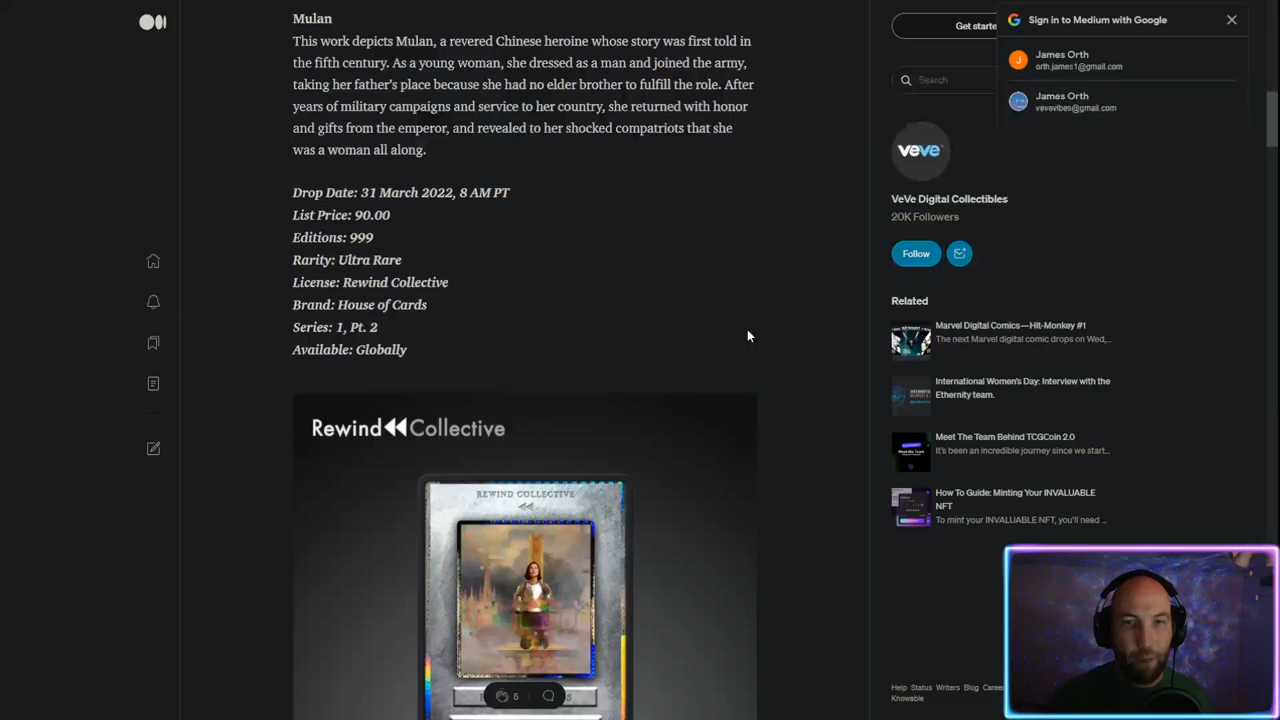 Mulan
This work depicts Mulan, a revered Chinese heroine whose story was first told in
the fifth century. As a young woman, she dressed as a man and joined the army,
taking her father's place because she had no elder brother to fulfill the role. After
years of military campaigns and service to her country, she returned with honor
and gifts from the emperor, and revealed to her shocked compatriots that she
was a woman all along.
Drop Date: 31 March 2022, 8 AM PT
List Price: 90.00
Editions: 999
Rarity: Ultra Rare
License: Rewind Collective
Brand: House of Cards
Series: 1, Pt. 2
Available: Globally
Rewind Collective
REWIND COLLECTIVE
5
Get starte
Sign in to Medium with Google
James Orth
orth.james1@gmail.com
James Orth
vevevibes@gmail.com
Search
VEVE
VeVe Digital Collectibles
20K Followers
Follow
Related
Marvel Digital Comics—Hit-Monkey #1
The next Marvel digital comic drops on Wed,...
International Women's Day: Interview with the
Ethernity team.
Meet The Team Behind TCGCoin 2.0
It's been an incredible journey since we start...
How To Guide: Minting Your INVALUABLE
NFT
To mint your INVALUABLE NFT, you'll need ...
Help Status Writers Blog Caree
Knowable